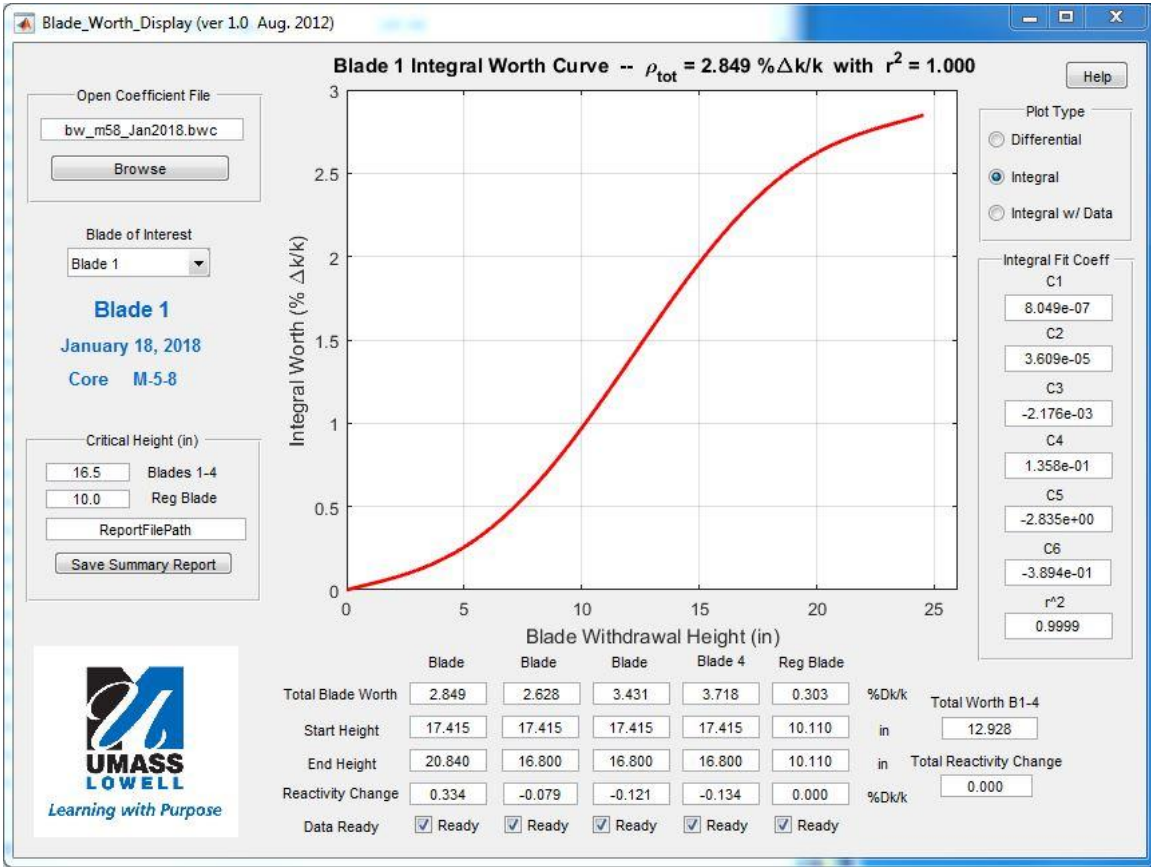 Blade_Worth_Display (ver 1.0 Aug. 2012)
Blade 1 Integral Worth Curve -- ρtot = 2.849 %Δk/k with r2 = 1.000
Help
Open Coefficient File
bw_m58_Jan2018.bwc
Browse
Blade of Interest
Blade 1
Blade 1
January 18, 2018
Core M-5-8
Critical Height (in)
16.5 Blades 1-4
10.0 Reg Blade
ReportFilePath
Save Summary Report
UMASS
LOWELL
Learning with Purpose
Integral Worth (% Δk/k)
3
2.5
2
1.5
1
0.5
0
0 5 10 15 20 25
Blade Withdrawal Height (in)
Plot Type
Differential
Integral
Integral w/ Data
Integral Fit Coeff
C1
8.049e-07
C2
3.609e-05
C3
-2.176e-03
C4
1.358e-01
C5
-2.835e+00
C6
-3.894e-01
r^2
0.9999
Blade Blade Blade Blade 4 Reg Blade
Total Blade Worth 2.849 2.628 3.431 3.718 0.303 %Dk/k
Start Height 17.415 17.415 17.415 17.415 10.110 in
End Height 20.840 16.800 16.800 16.800 10.110 in
Reactivity Change 0.334 -0.079 -0.121 -0.134 0.000 %Dk/k
Data Ready Ready Ready Ready Ready Ready
Total Worth B1-4
12.928
Total Reactivity Change
0.000